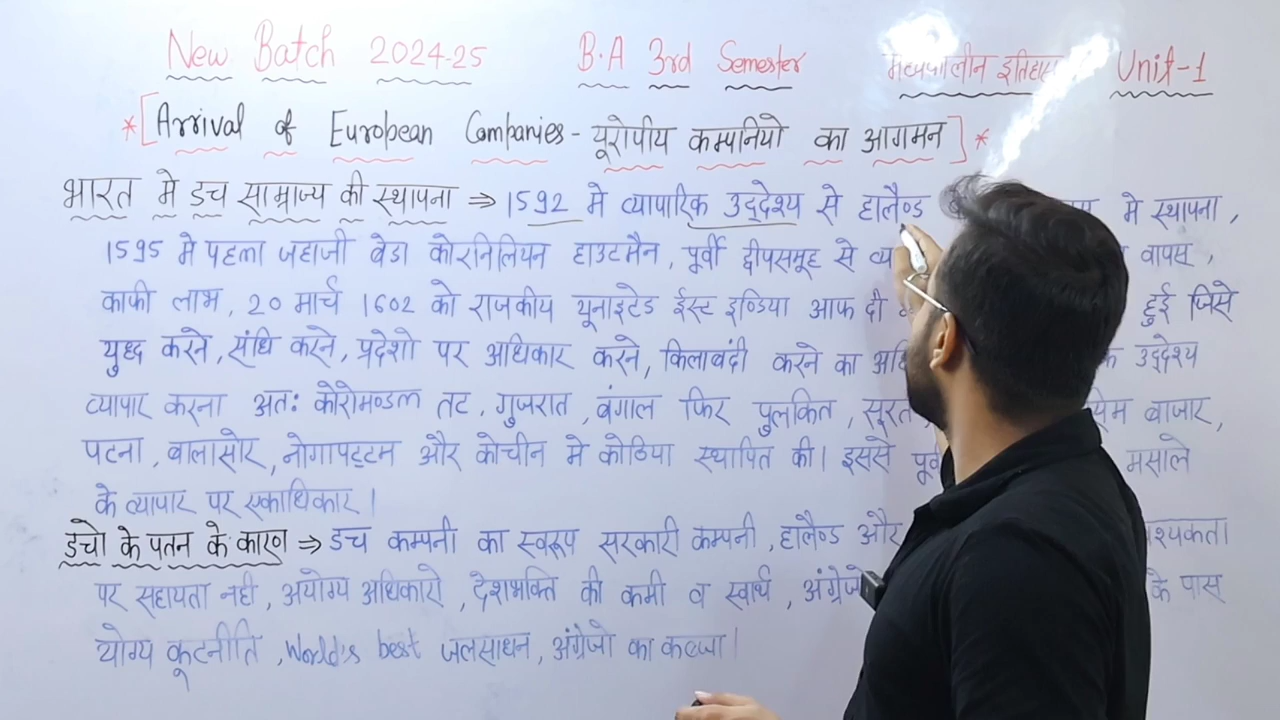 New Batch 2024-25 B.A 3rd Semester मध्यकालीन इतिहास Unit-1
*[Arrival of European Companies - यूरोपीय कम्पनियो का आगमन]*
भारत मे डच साम्राज्य की स्थापना ⇒ 1592 मे व्यापारिक उद्देश्य से हालैण्ड मे स्थापना,
1595 मे पहला जहाजी बेडा कोरनिलियन हाउटमैन, पूर्वी द्वीपसमूह से वापस,
काफी लाभ, 20 मार्च 1602 को राजकीय यूनाइटेड ईस्ट इण्डिया आफ दी हुई जिसे
युध्द करने, संधि करने, प्रदेशो पर अधिकार करने, किलाबंदी करने का उद्देश्य
व्यापार करना अतः कोरोमण्डल तट, गुजरात, बंगाल फिर पुलकित, सूरत बाजार,
पटना, बालासोर, नोगापट्टम और कोचीन मे कोठिया स्थापित की। इससे मसाले
के व्यापार पर एकाधिकार।
डचो के पतन के कारण ⇒ डच कम्पनी का स्वरूप सरकारी कम्पनी, हालैण्ड और
पर सहायता नही, अयोग्य अधिकारी, देशभक्ति की कमी व स्वार्थ, के पास
योग्य कूटनीति, World's best जलसाधन, अंग्रेजो का कब्जा।